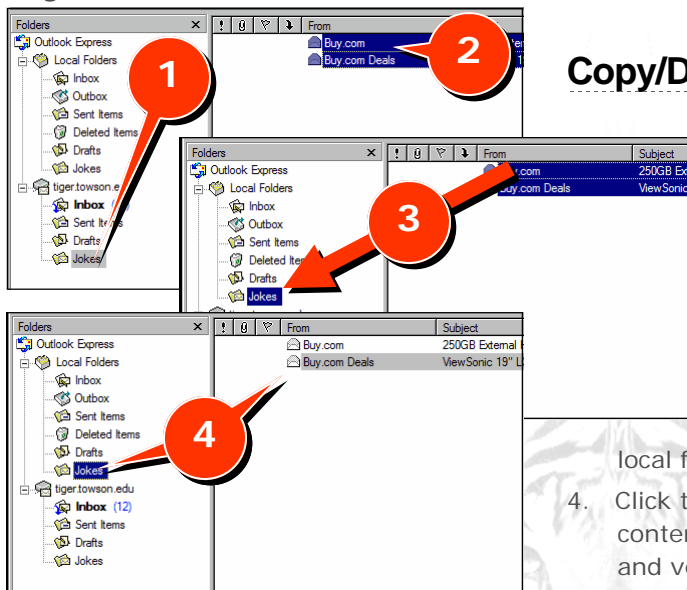 Folders ×
! From
Outlook Express
Local Folders
Inbox
Outbox
Sent Items
Deleted Items
Drafts
Jokes
Inbox
Sent Items
Drafts
Jokes
Buy.com
Buy.com Deals
1
2
Copy/D
Folders ×
! From Subject
Outlook Express
Local Folders
Inbox
Outbox
Sent Items
Deleted
Drafts
Jokes
250GB Ex
Buy.com Deals ViewSonic
3
Folders ×
! From Subject
Outlook Express
Local Folders
Inbox
Outbox
Sent Items
Deleted Items
Drafts
Jokes
tiger.towson.edu
Inbox (12)
Sent Items
Drafts
Jokes
Buy.com 250GB External
Buy.com Deals ViewSonic 19"
4
local f
4. Click t
conter
and ve